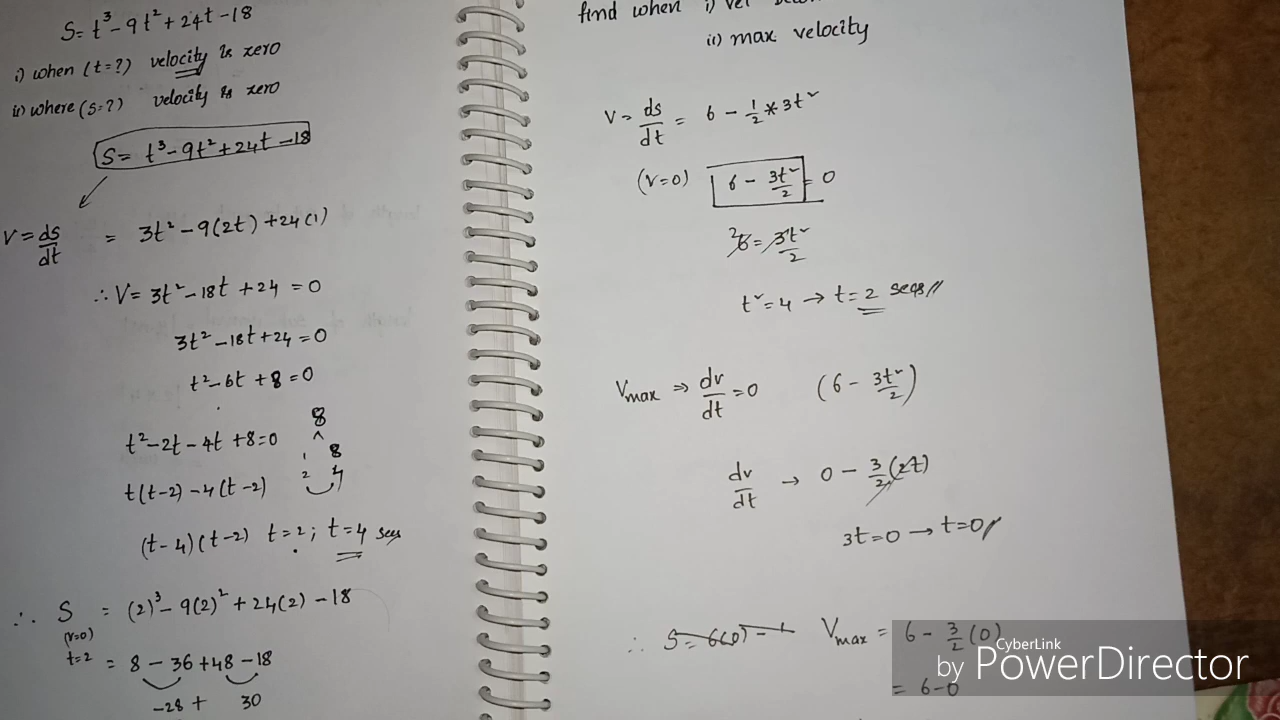 S= t³ - 9t² + 24t - 18
i) when (t=?) velocity is zero
ii) where (s=?) velocity is zero
S= t³ - 9t² + 24t - 18
V = ds/dt = 3t² - 9(2t) + 24(1)
∴ V = 3t² - 18t + 24 = 0
3t² - 18t + 24 = 0
t² - 6t + 8 = 0
8
^
t² - 2t - 4t + 8 = 0
1 8
t(t-2) - 4(t-2)
2 4
(t-4)(t-2) t=2; t=4 secs
∴ S = (2)³ - 9(2)² + 24(2) - 18
(v=0)
t=2 = 8 - 36 + 48 - 18
-28 + 30
find when i)
ii) max. velocity
V = ds/dt = 6 - 1/2 * 3t²
(v=0) 6 - 3t²/2 = 0
2 6 = 3t²/2
t² = 4 → t = 2 secs //
Vmax ⇒ dv/dt = 0 (6 - 3t²/2)
dv/dt → 0 - 3/2 (2t)
3t = 0 → t = 0 //
∴ Vmax = 6 - 3/2 (0)
= 6-0
CyberLink
by PowerDirector